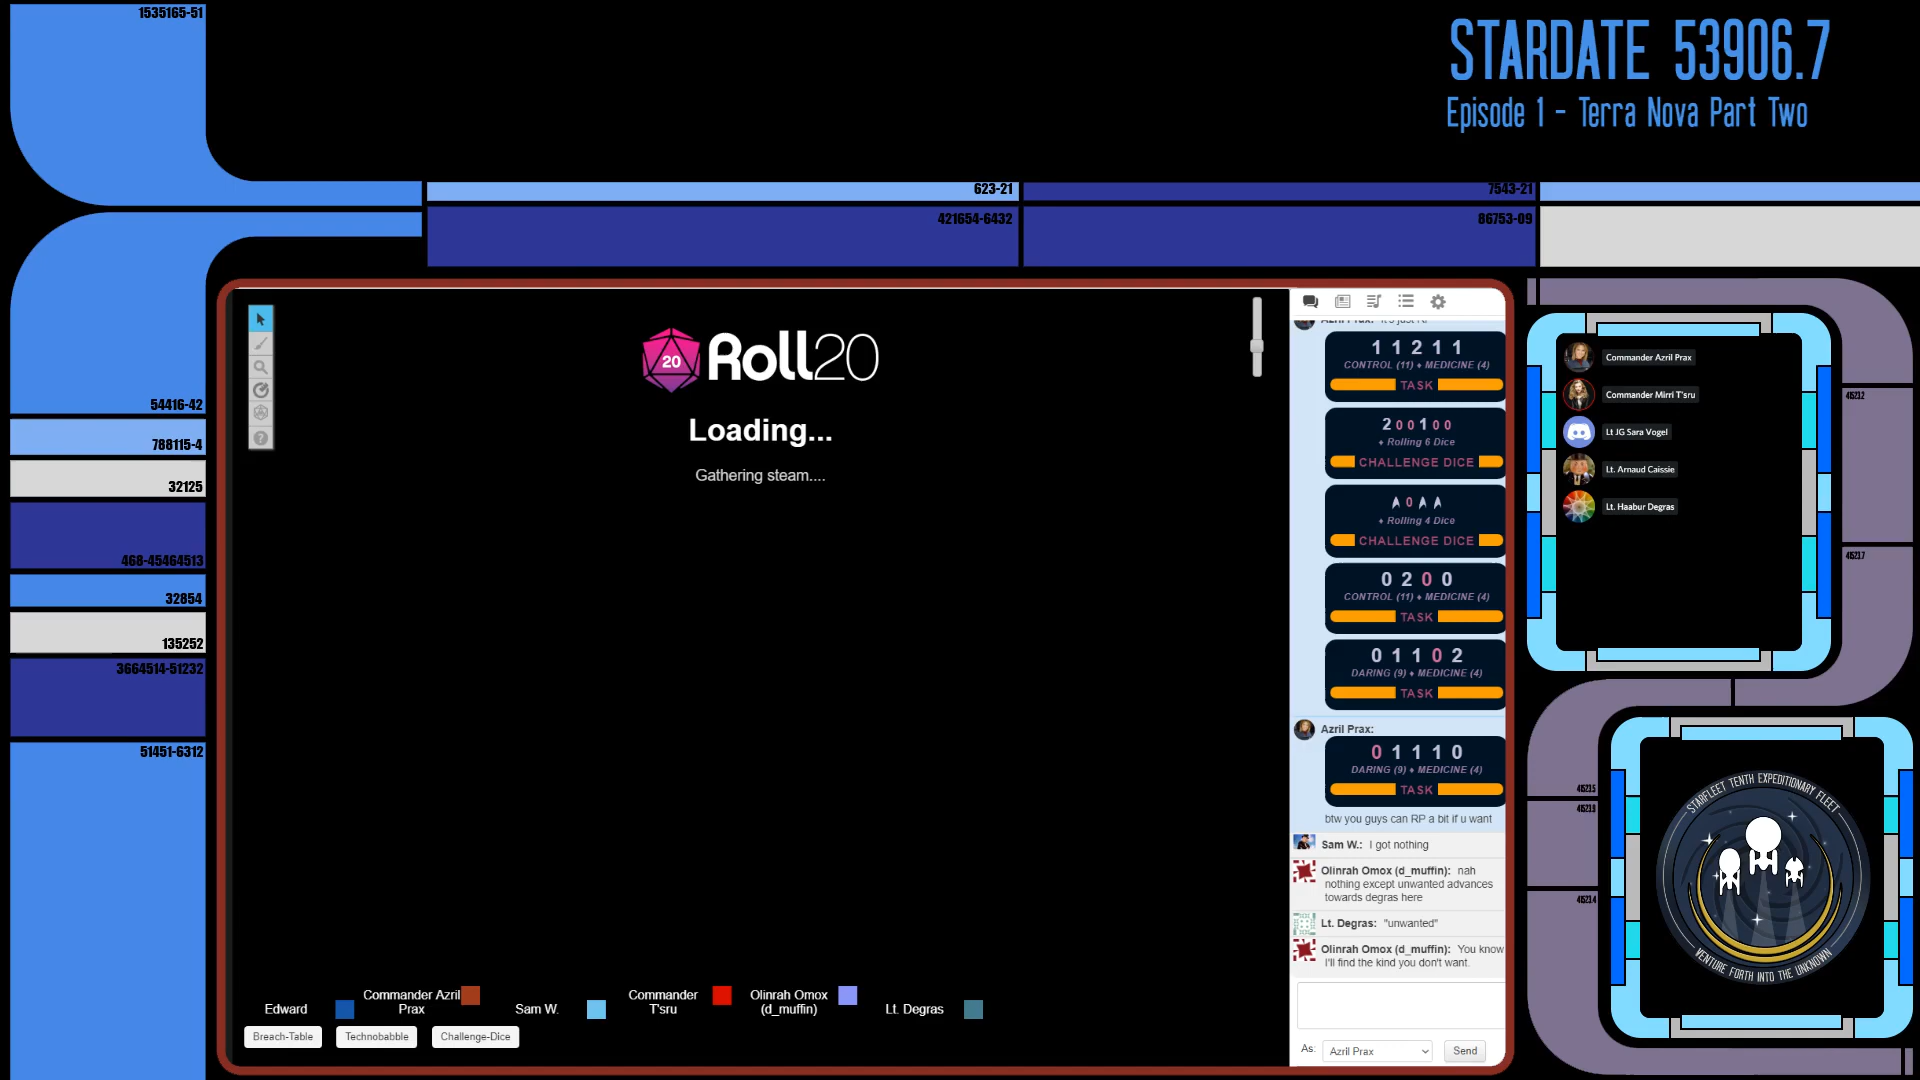 1535165-51
STARDATE 53906.7
Episode 1 - Terra Nova Part Two
623-21
7543-21
421654-6432
86753-09
54416-42
788115-4
32125
468-45464513
32854
135252
3664514-51232
51451-6312
20
Roll20
Loading...
Gathering steam....
Edward
Commander Azril
Prax
Sam W.
Commander
T'sru
Olinrah Omox
(d_muffin)
Lt. Degras
Breach-Table
Technobabble
Challenge-Dice
1 1 2 1 1
CONTROL (11) ♦ MEDICINE (4)
TASK
2 0 0 1 0 0
♦ Rolling 6 Dice
CHALLENGE DICE
0
♦ Rolling 4 Dice
CHALLENGE DICE
0 2 0 0
CONTROL (11) ♦ MEDICINE (4)
TASK
0 1 1 0 2
DARING (9) ♦ MEDICINE (4)
TASK
Azril Prax:
0 1 1 1 0
DARING (9) ♦ MEDICINE (4)
TASK
btw you guys can RP a bit if u want
Sam W.: I got nothing
Olinrah Omox (d_muffin): nah
nothing except unwanted advances
towards degras here
Lt. Degras: "unwanted"
Olinrah Omox (d_muffin): You know
I'll find the kind you don't want.
As: Azril Prax
Send
Commander Azril Prax
Commander Mirri T'sru
Lt JG Sara Vogel
Lt. Arnaud Caissie
Lt. Haabur Degras
STARFLEET TENTH EXPEDITIONARY FLEET
VENTURE FORTH INTO THE UNKNOWN